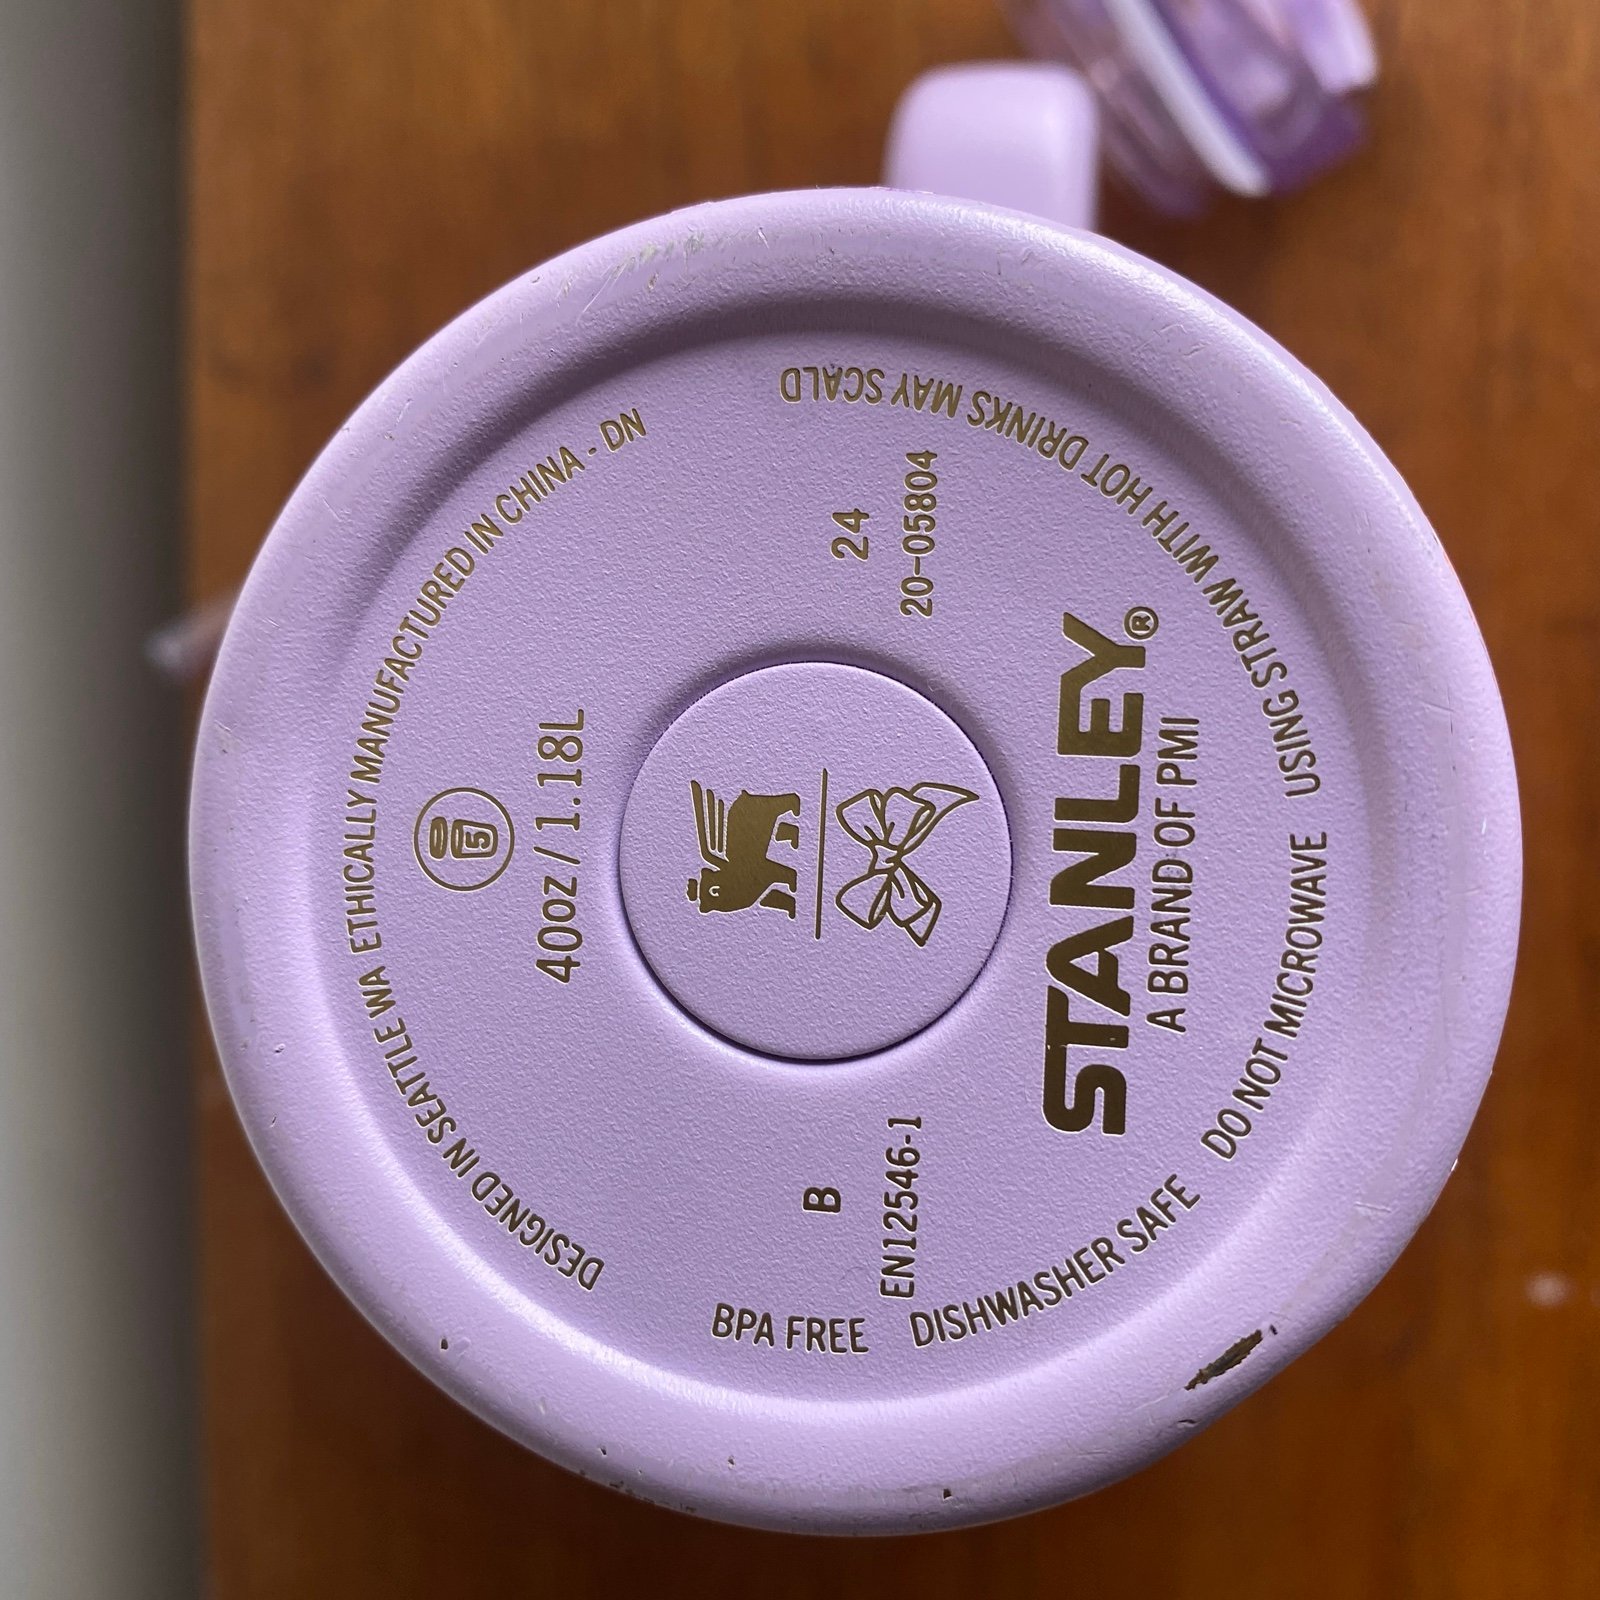 DESIGNED IN SEATTLE WA ETHICALLY MANUFACTURED IN CHINA - DN
5
40oz / 1.18L
B
EN12546-1
24
20-05804
STANLEY®
A BRAND OF PMI
BPA FREE DISHWASHER SAFE DO NOT MICROWAVE USING STRAW WITH HOT DRINKS MAY SCALD